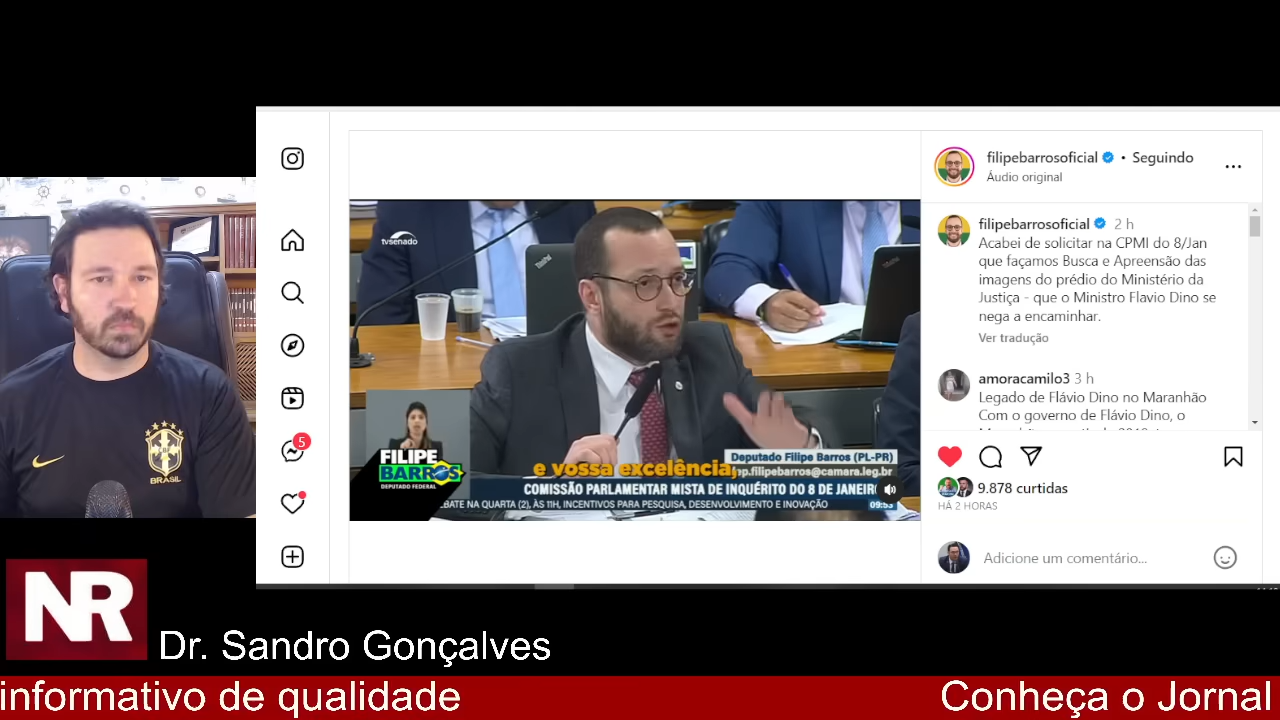 filipebarrosoficial • Seguindo
Áudio original
filipebarrosoficial 2 h
Acabei de solicitar na CPMI do 8/Jan
que façamos Busca e Apreensão das
imagens do prédio do Ministério da
Justiça - que o Ministro Flavio Dino se
nega a encaminhar.
Ver tradução
amoracamilo3 3 h
Legado de Flávio Dino no Maranhão
Com o governo de Flávio Dino, o
tvsenado
ThinkPad
BRASIL
5
FILIPE
BARROS
DEPUTADO FEDERAL
e vossa excelência,
Deputado Filipe Barros (PL-PR)
ep.filipebarros@camara.leg.br
COMISSÃO PARLAMENTAR MISTA DE INQUÉRITO DO 8 DE JANEIR
EBATE NA QUARTA (2), ÀS 11H, INCENTIVOS PARA PESQUISA, DESENVOLVIMENTO E INOVAÇÃO
09:53
9.878 curtidas
HÁ 2 HORAS
Adicione um comentário...
NR
Dr. Sandro Gonçalves
informativo de qualidade
Conheça o Jornal